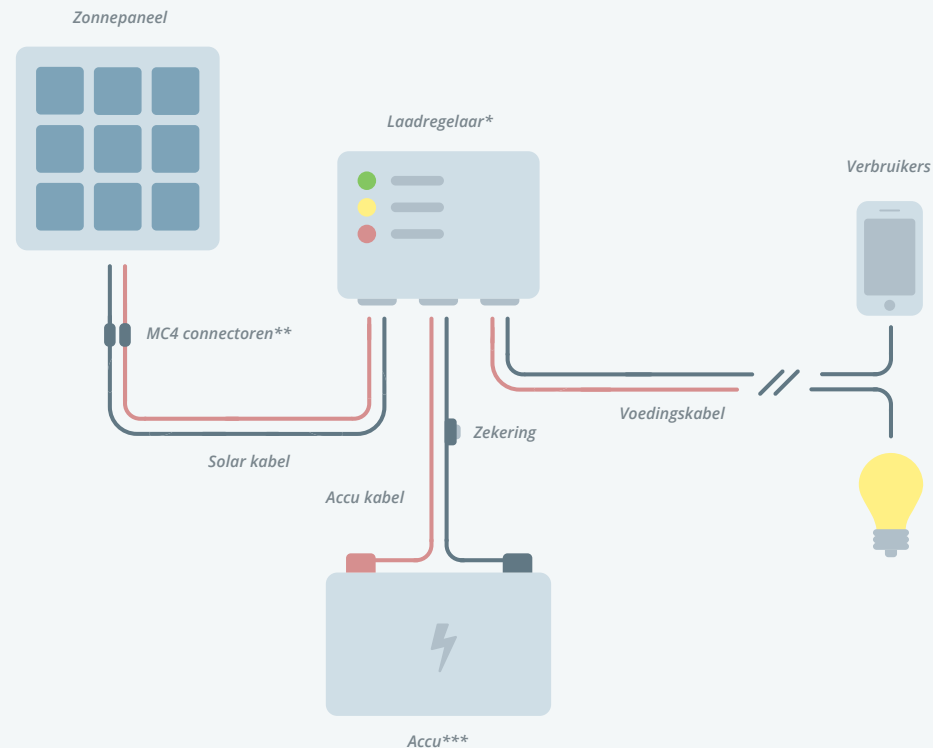 Zonnepaneel
Laadregelaar*
Verbruikers
MC4 connectoren**
Voedingskabel
Zekering
Solar kabel
Accu kabel
Accu***